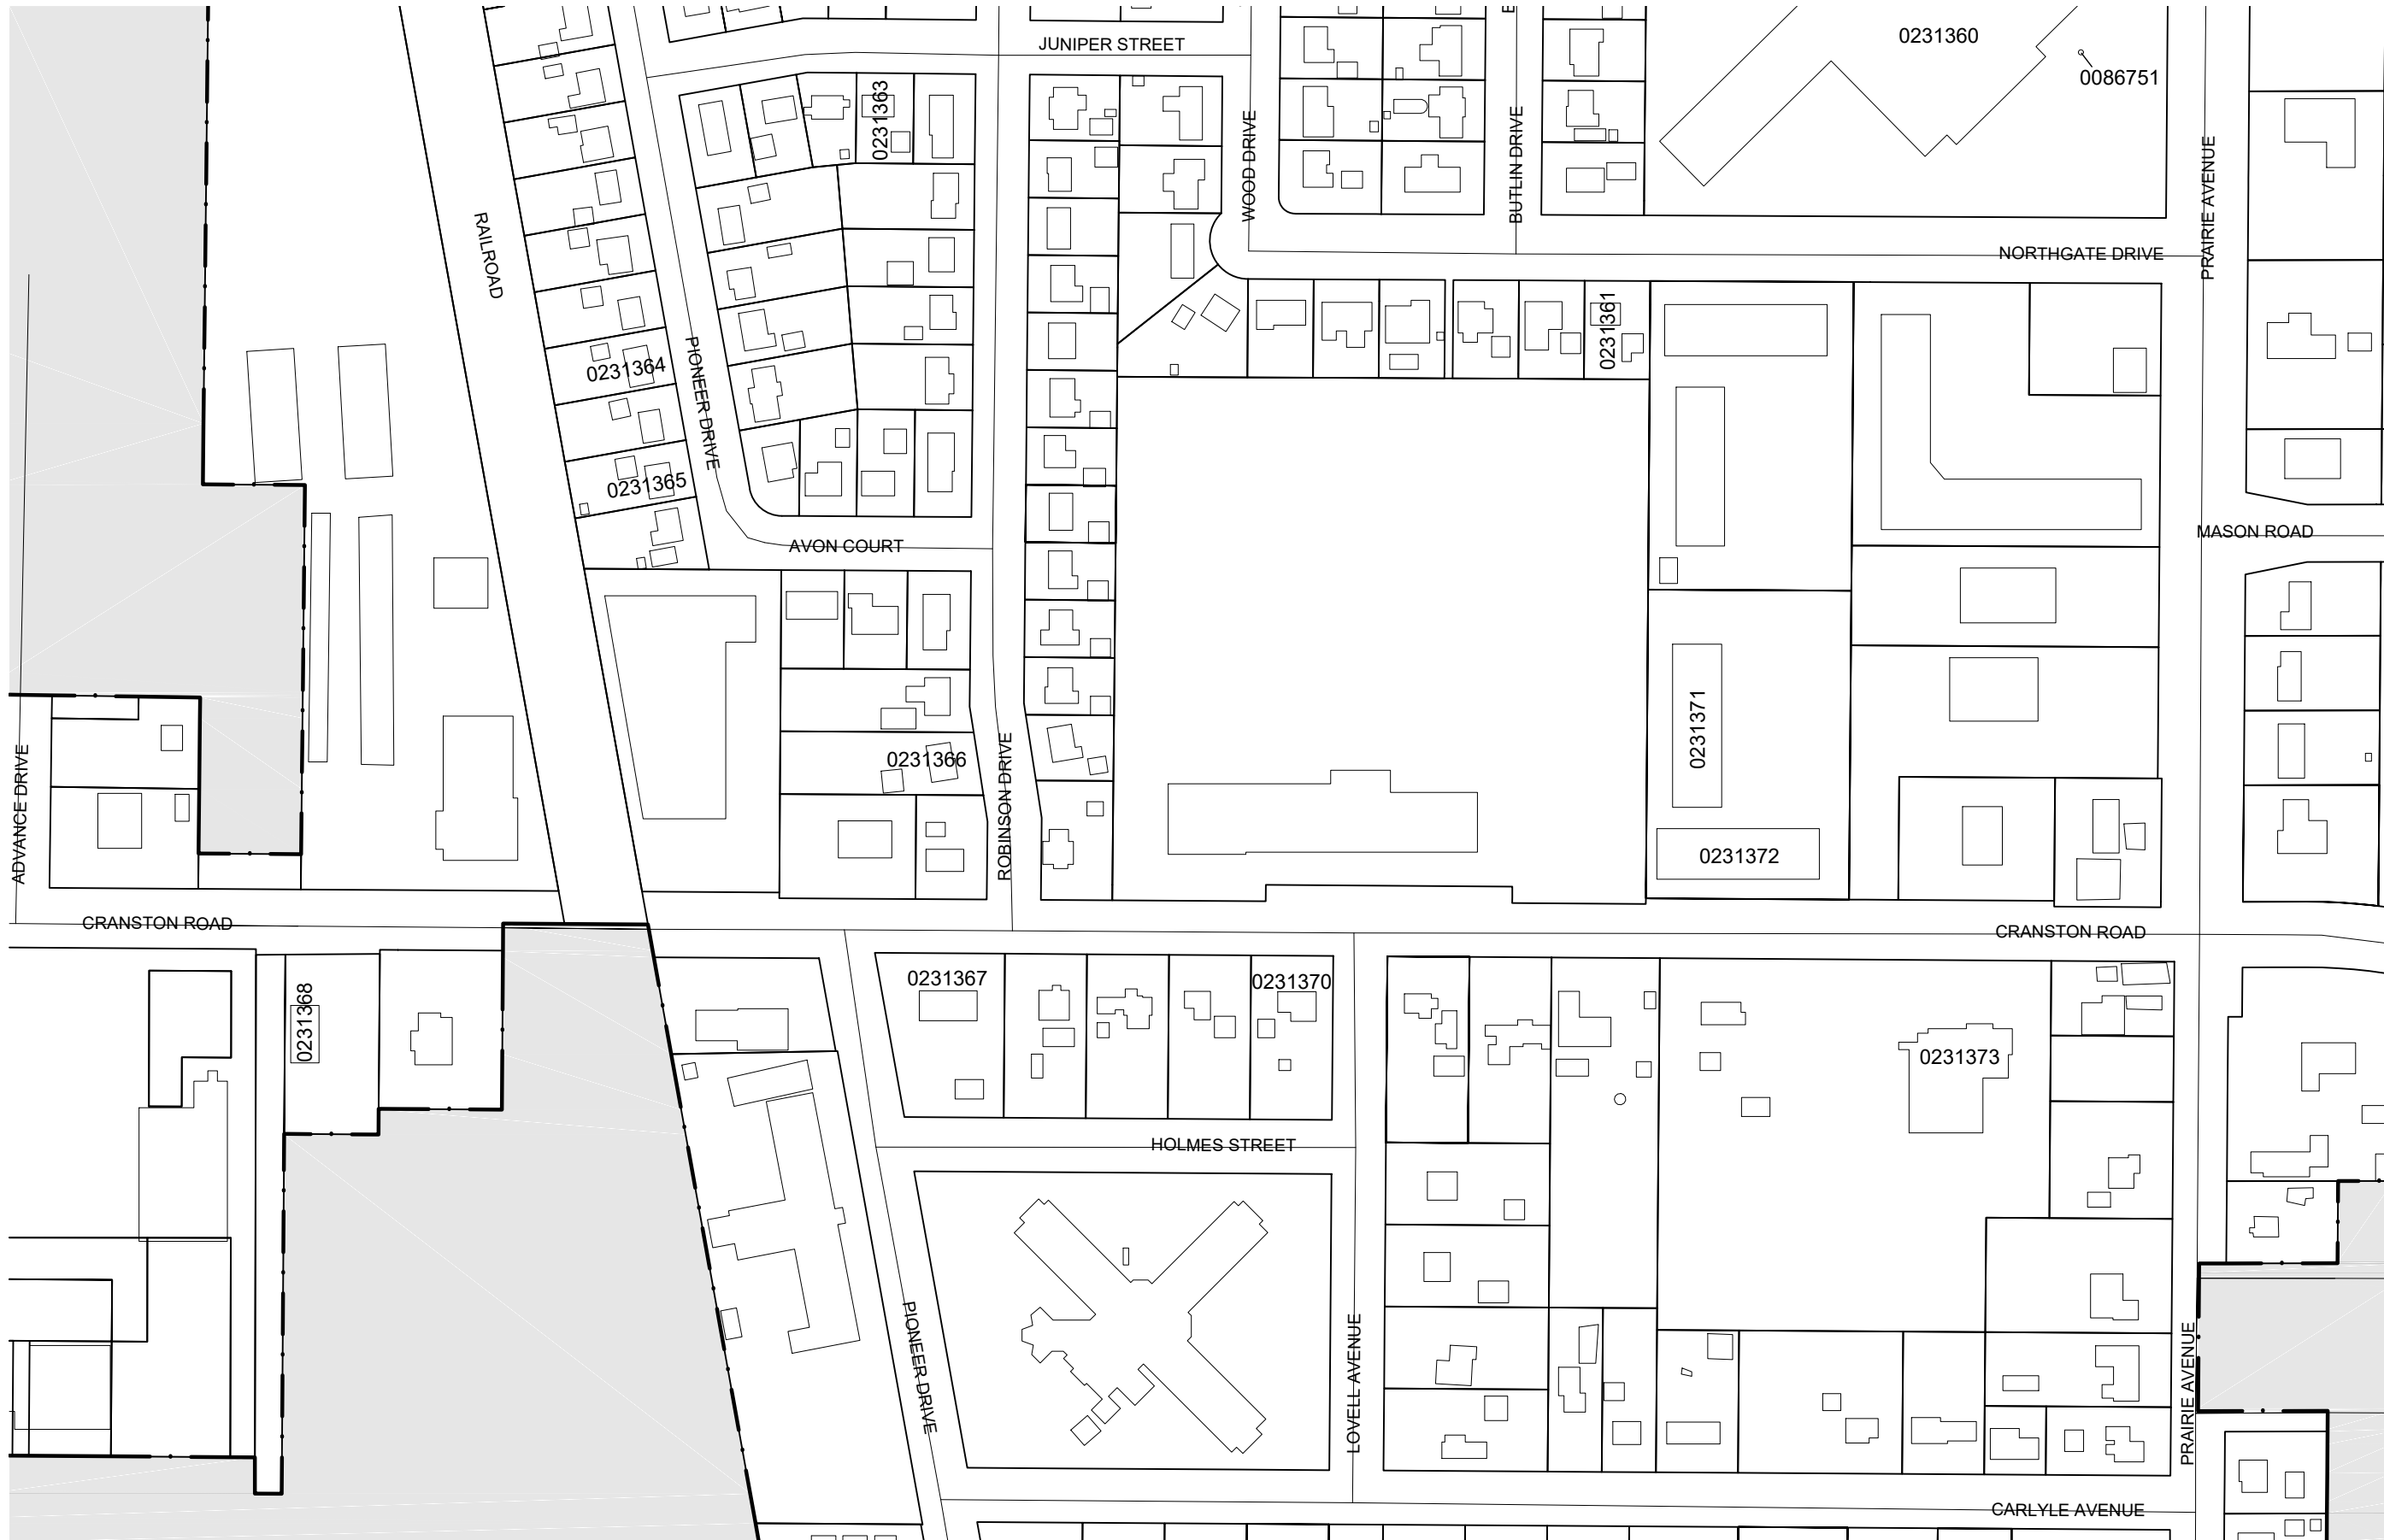 JUNIPER STREET
0231360
0086751
0231363
WOOD DRIVE
BUTLIN DRIVE
PRAIRIE AVENUE
RAILROAD
NORTHGATE DRIVE
0231361
0231364
PIONEER DRIVE
0231365
AVON COURT
MASON ROAD
0231371
0231366
ADVANCE DRIVE
ROBINSON DRIVE
0231372
CRANSTON ROAD
CRANSTON ROAD
0231367
0231370
0231368
0231373
HOLMES STREET
PIONEER DRIVE
LOVELL AVENUE
PRAIRIE AVENUE
CARLYLE AVENUE